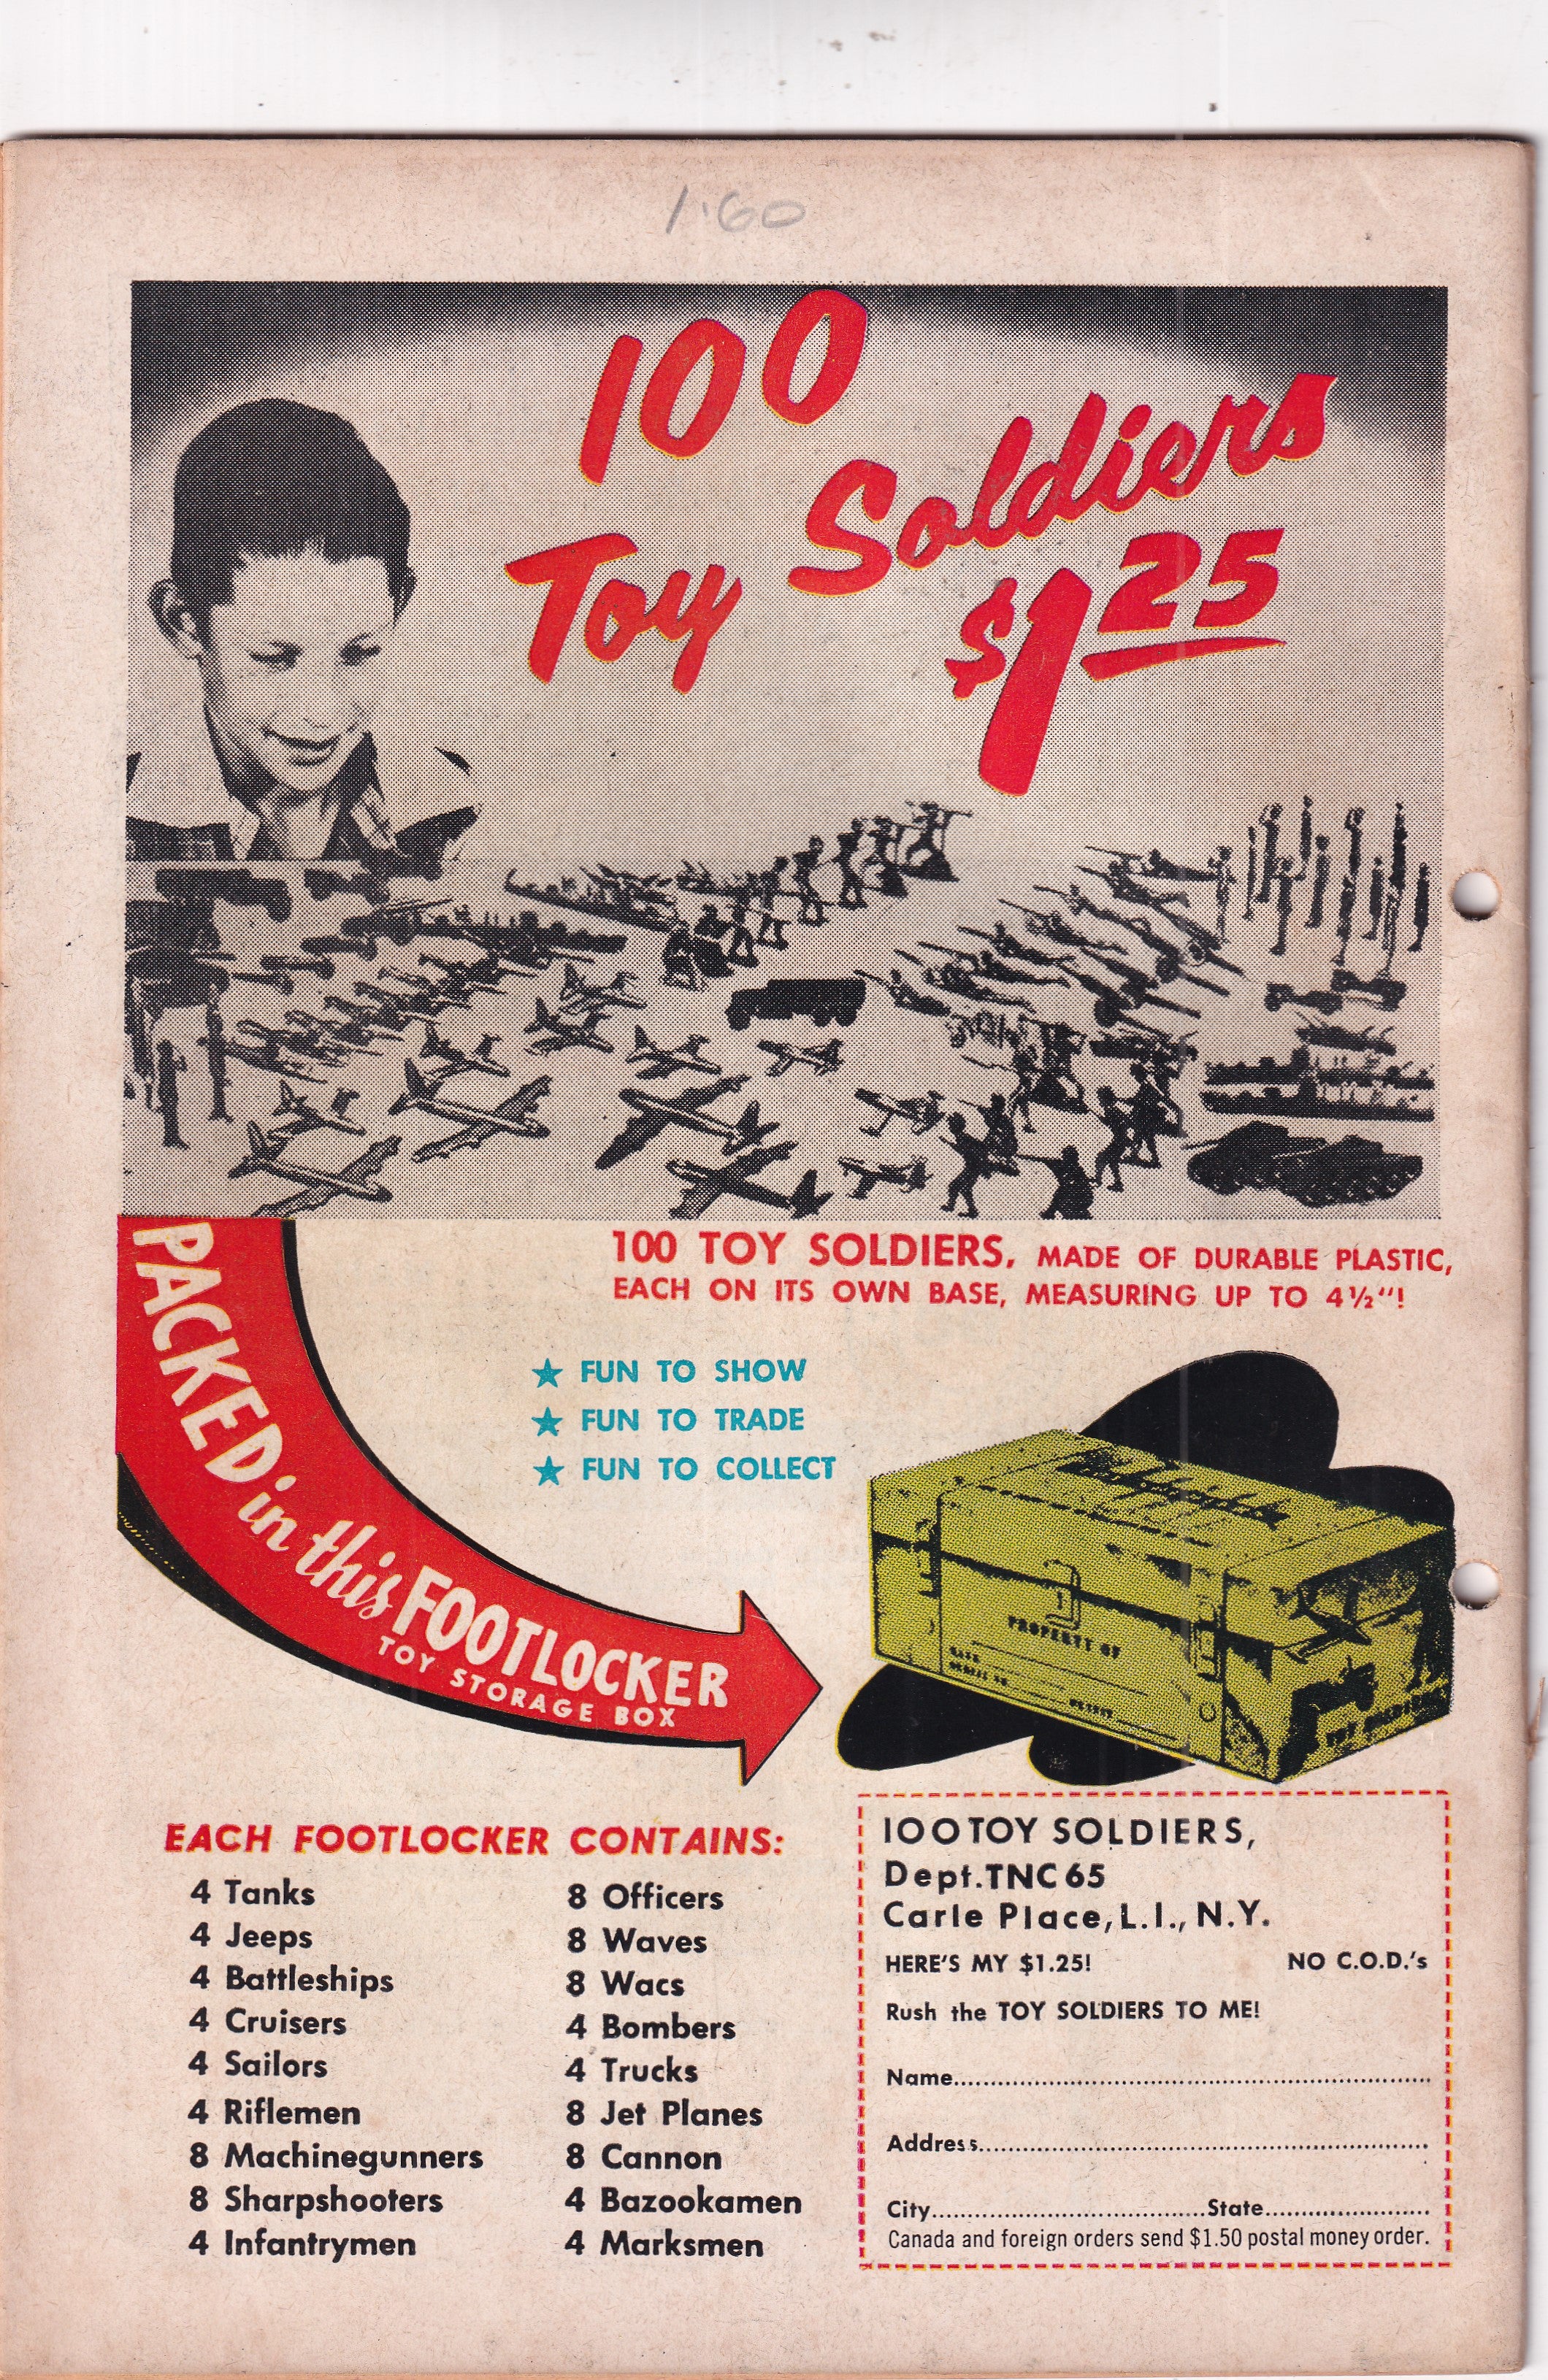 1.60
100
Toy Soldiers
$1 25
100 TOY SOLDIERS, MADE OF DURABLE PLASTIC,
EACH ON ITS OWN BASE, MEASURING UP TO 4½"!
PACKED in this FOOTLOCKER
TOY STORAGE BOX
★ FUN TO SHOW
★ FUN TO TRADE
★ FUN TO COLLECT
PROPERTY OF
EACH FOOTLOCKER CONTAINS:
4 Tanks
4 Jeeps
4 Battleships
4 Cruisers
4 Sailors
4 Riflemen
8 Machinegunners
8 Sharpshooters
4 Infantrymen
8 Officers
8 Waves
8 Wacs
4 Bombers
4 Trucks
8 Jet Planes
8 Cannon
4 Bazookamen
4 Marksmen
100 TOY SOLDIERS,
Dept. TNC 65
Carle Place, L.I., N.Y.
HERE'S MY $1.25! NO C.O.D.'s
Rush the TOY SOLDIERS TO ME!
Name
Address
City State
Canada and foreign orders send $1.50 postal money order.